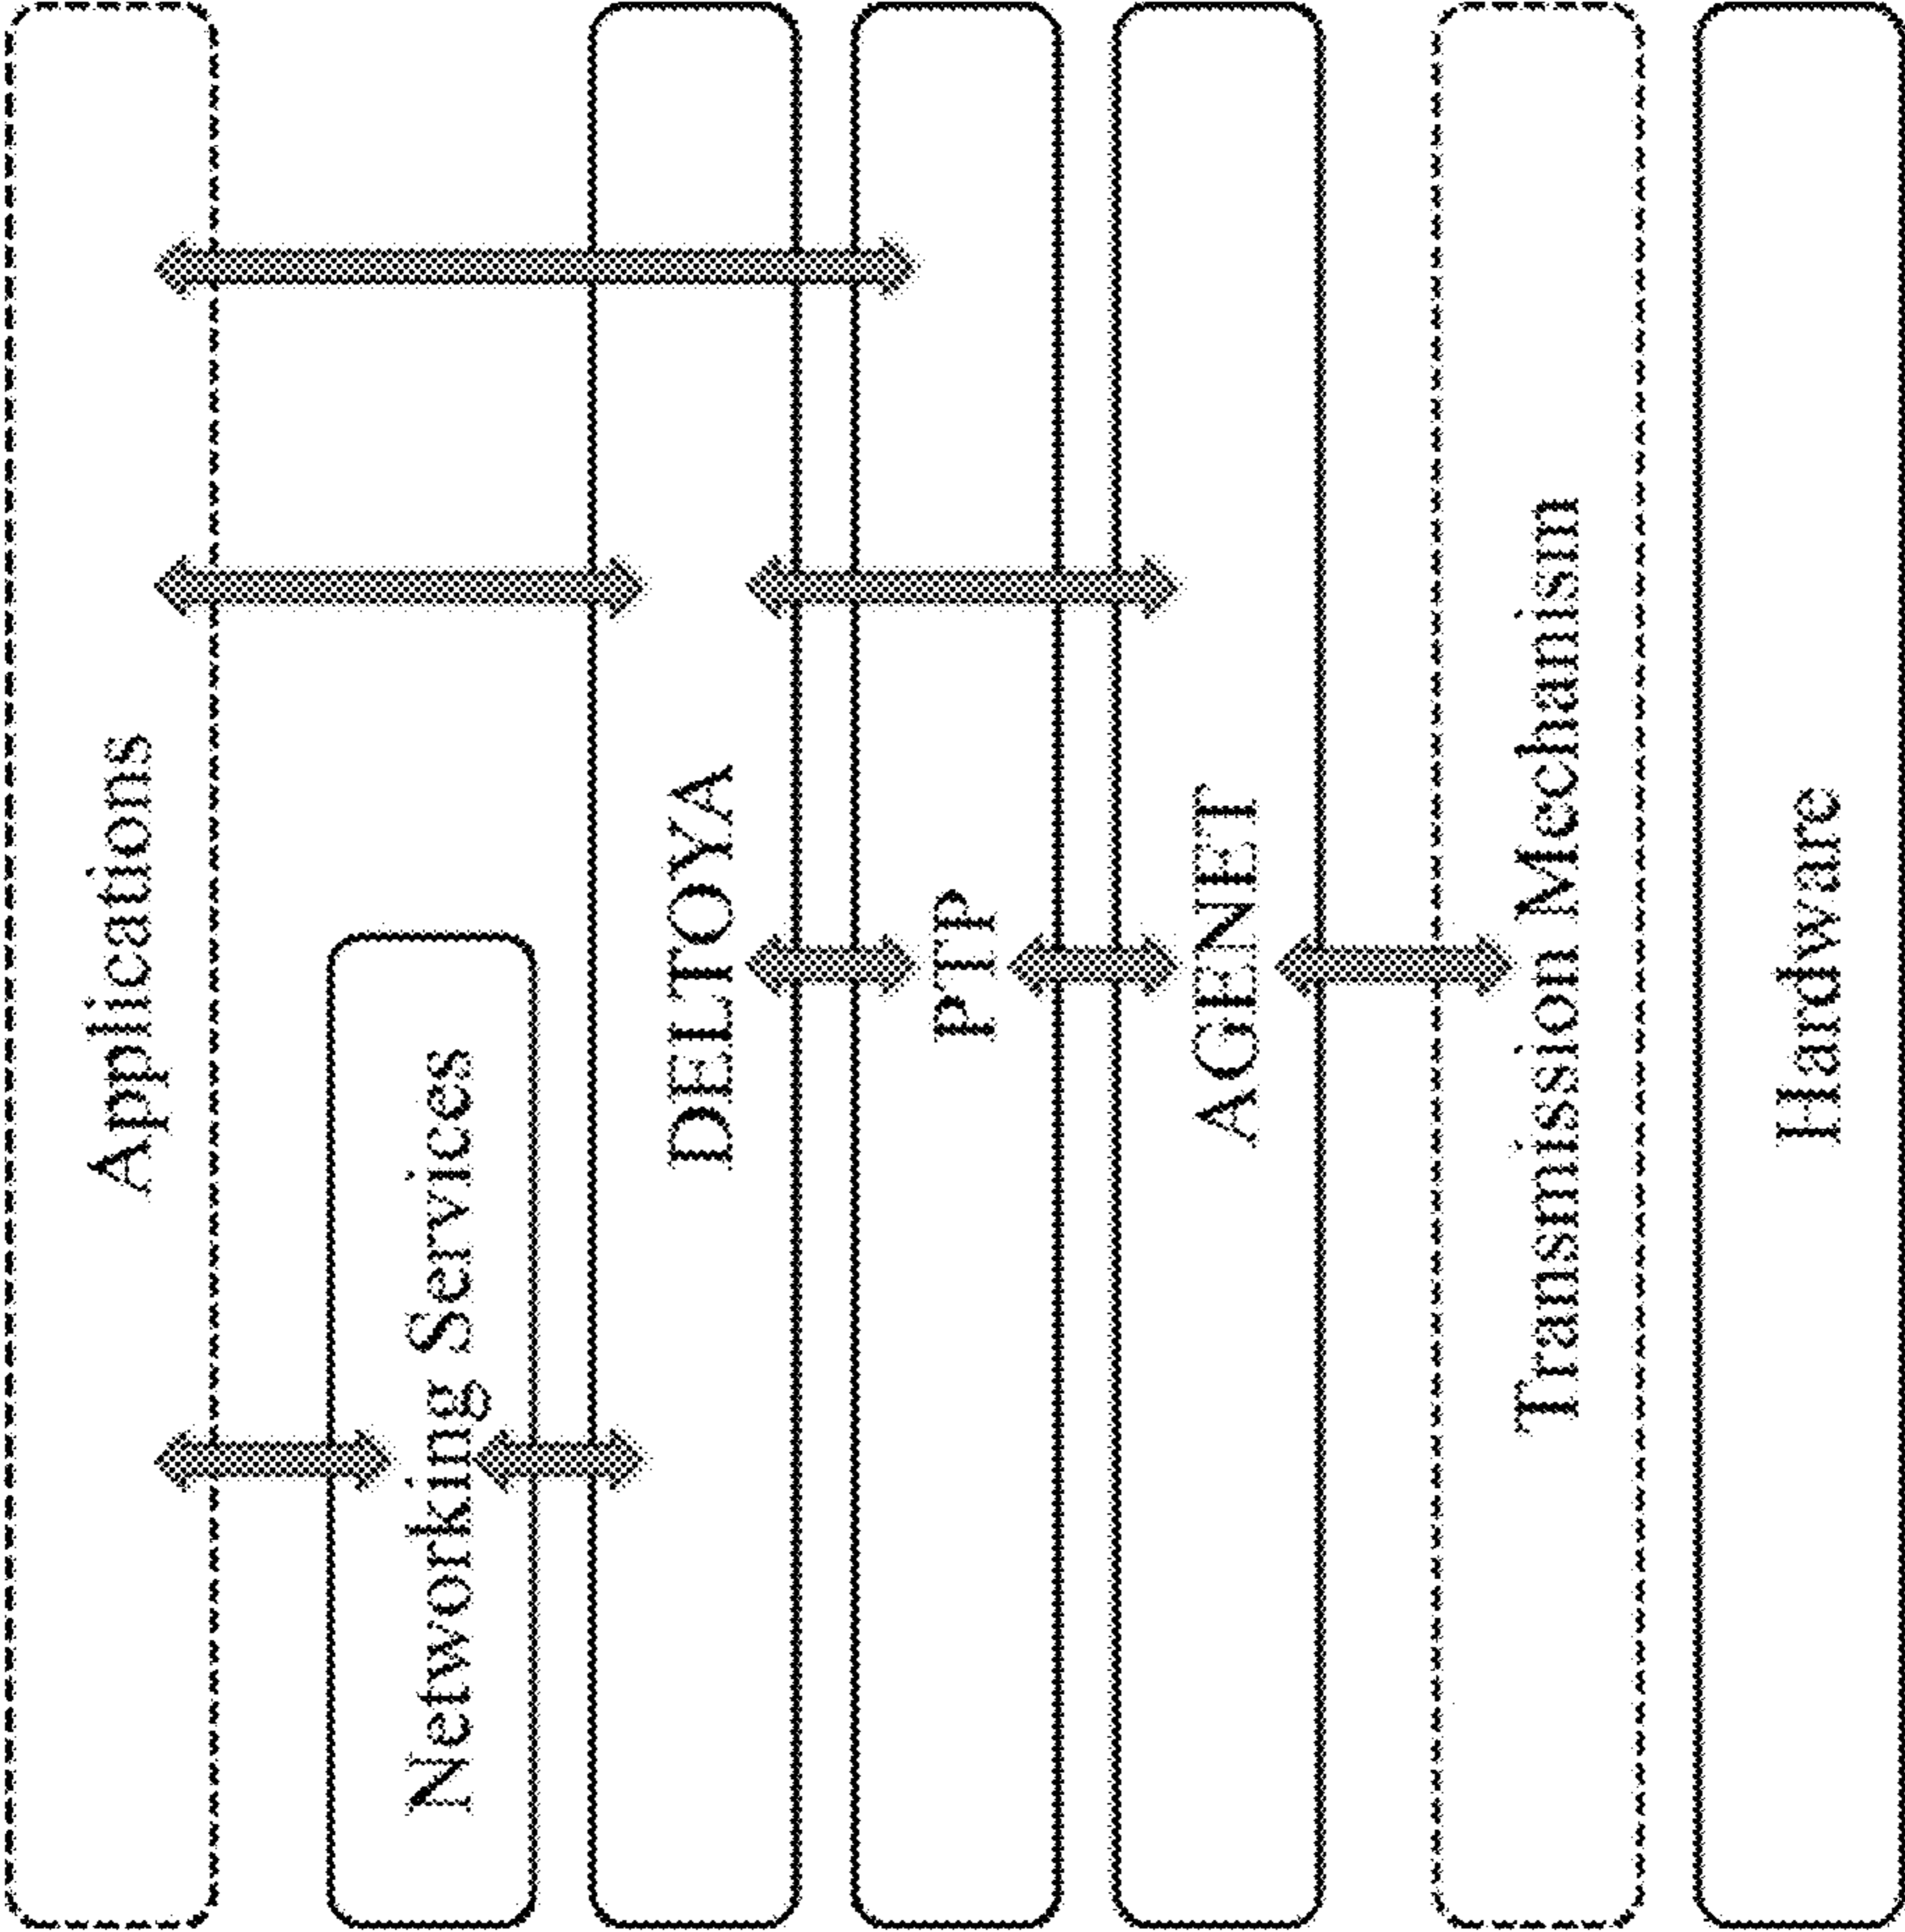 Applications
Networking Services
DELTOYA
PTP
AGENET
Transmission Mechanism
Hardware